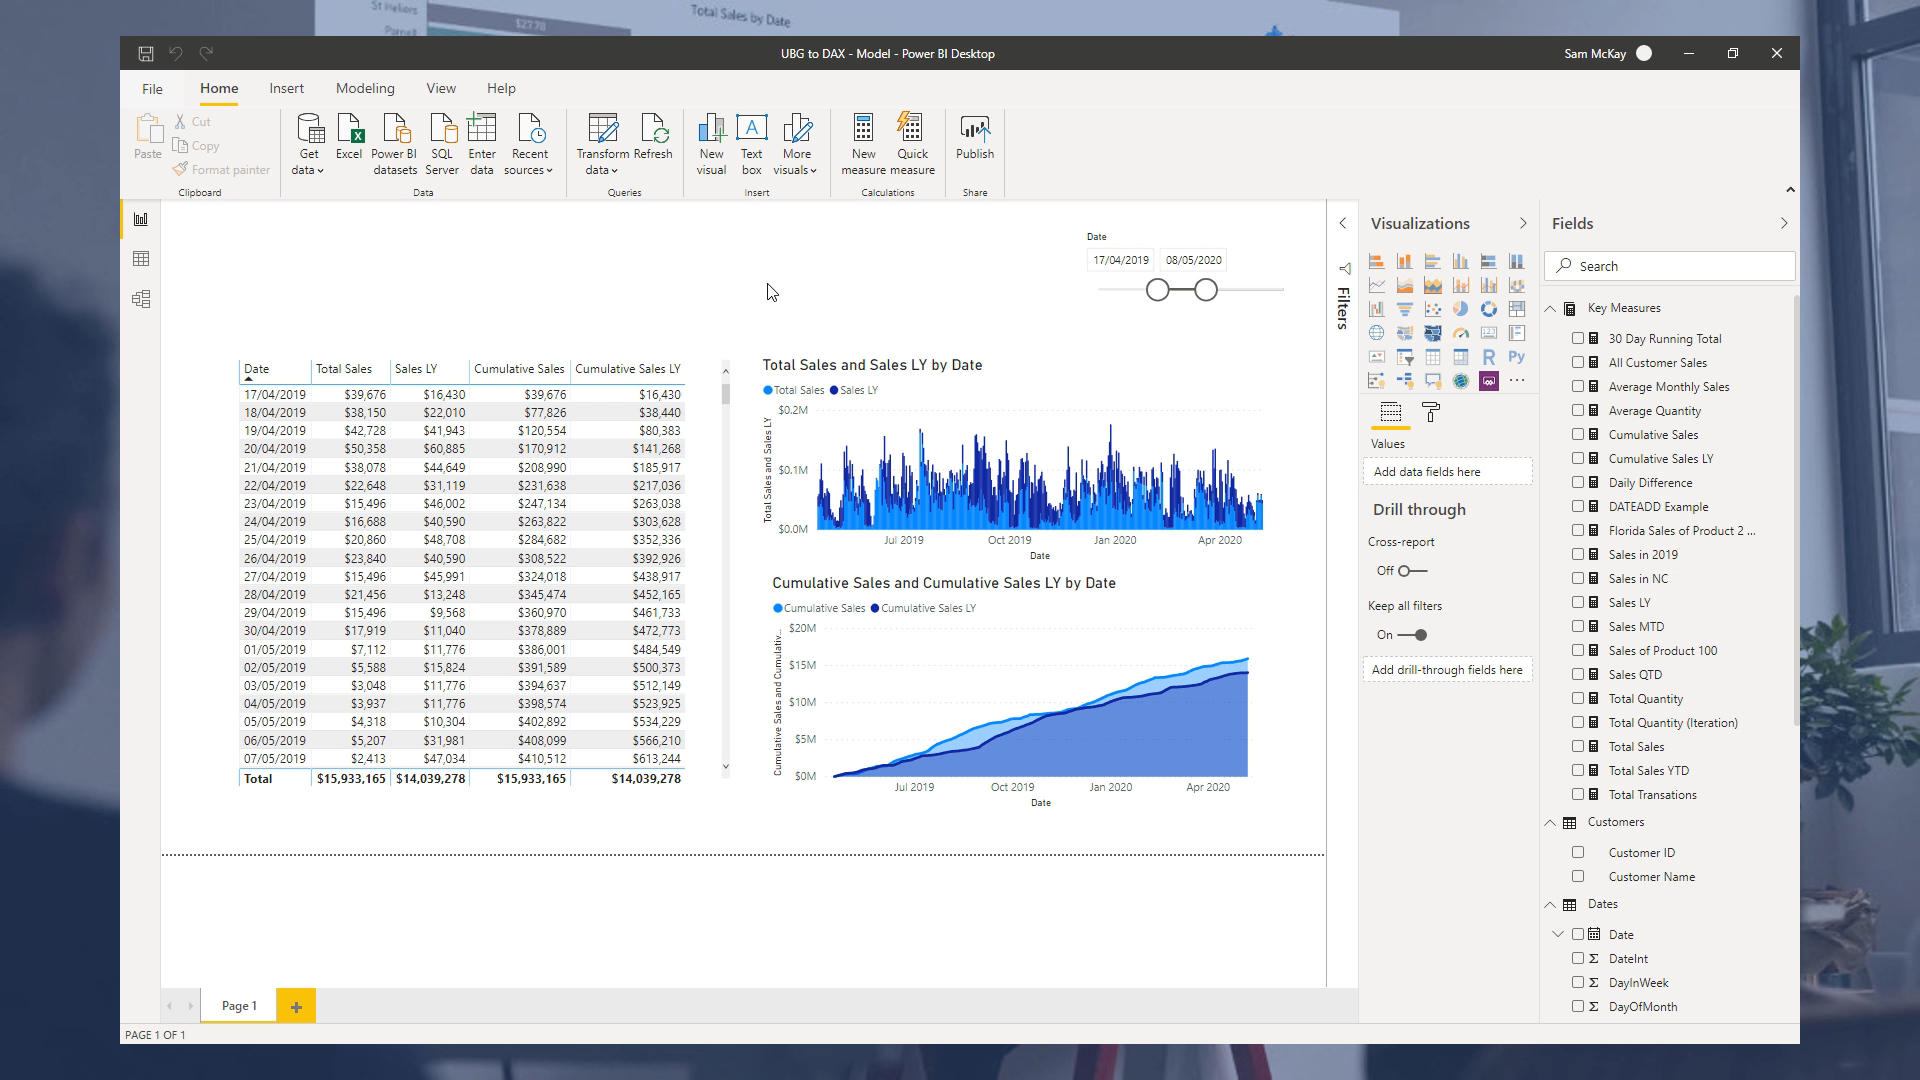 St Heliers
$27.7B
Total Sales by Date
Parnell
UBG to DAX - Model - Power BI Desktop
Sam McKay
File
Home
Insert
Modeling
View
Help
Paste
Cut
Copy
Format painter
Clipboard
Get data
Excel
Power BI datasets
SQL Server
Enter data
Recent sources
Data
Transform data
Refresh
Queries
New visual
Text box
More visuals
Insert
New measure
Quick measure
Calculations
Publish
Share
Date
17/04/2019 08/05/2020
Date Total Sales Sales LY Cumulative Sales Cumulative Sales LY
17/04/2019 $39,676 $16,430 $39,676 $16,430
18/04/2019 $38,150 $22,010 $77,826 $38,440
19/04/2019 $42,728 $41,943 $120,554 $80,383
20/04/2019 $50,358 $60,885 $170,912 $141,268
21/04/2019 $38,078 $44,649 $208,990 $185,917
22/04/2019 $22,648 $31,119 $231,638 $217,036
23/04/2019 $15,496 $46,002 $247,134 $263,038
24/04/2019 $16,688 $40,590 $263,822 $303,628
25/04/2019 $20,860 $48,708 $284,682 $352,336
26/04/2019 $23,840 $40,590 $308,522 $392,926
27/04/2019 $15,496 $45,991 $324,018 $438,917
28/04/2019 $21,456 $13,248 $345,474 $452,165
29/04/2019 $15,496 $9,568 $360,970 $461,733
30/04/2019 $17,919 $11,040 $378,889 $472,773
01/05/2019 $7,112 $11,776 $386,001 $484,549
02/05/2019 $5,588 $15,824 $391,589 $500,373
03/05/2019 $3,048 $11,776 $394,637 $512,149
04/05/2019 $3,937 $11,776 $398,574 $523,925
05/05/2019 $4,318 $10,304 $402,892 $534,229
06/05/2019 $5,207 $31,981 $408,099 $566,210
07/05/2019 $2,413 $47,034 $410,512 $613,244
Total $15,933,165 $14,039,278 $15,933,165 $14,039,278
Total Sales and Sales LY by Date
Total Sales Sales LY
Total Sales and Sales LY
$0.2M
$0.1M
$0.0M
Jul 2019 Oct 2019 Jan 2020 Apr 2020
Date
Cumulative Sales and Cumulative Sales LY by Date
Cumulative Sales Cumulative Sales LY
Cumulative Sales and Cumulativ...
$20M
$15M
$10M
$5M
$0M
Jul 2019 Oct 2019 Jan 2020 Apr 2020
Date
Filters
Visualizations
R
Py
Values
Add data fields here
Drill through
Cross-report
Off
Keep all filters
On
Add drill-through fields here
Fields
Search
Key Measures
30 Day Running Total
All Customer Sales
Average Monthly Sales
Average Quantity
Cumulative Sales
Cumulative Sales LY
Daily Difference
DATEADD Example
Florida Sales of Product 2 ...
Sales in 2019
Sales in NC
Sales LY
Sales MTD
Sales of Product 100
Sales QTD
Total Quantity
Total Quantity (Iteration)
Total Sales
Total Sales YTD
Total Transations
Customers
Customer ID
Customer Name
Dates
Date
DateInt
DayInWeek
DayOfMonth
Page 1
PAGE 1 OF 1